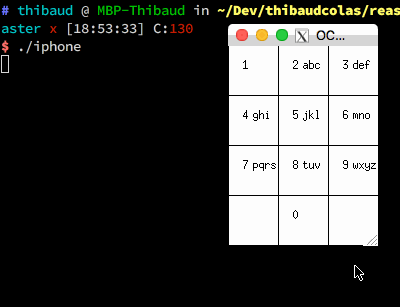 # thibaud @ MBP-Thibaud in ~/Dev/thibaudcolas/reas
aster x [18:53:33] C:130
$ ./iphone
OC...
1 2 abc 3 def
4 ghi 5 jkl 6 mno
7 pqrs 8 tuv 9 wxyz
0